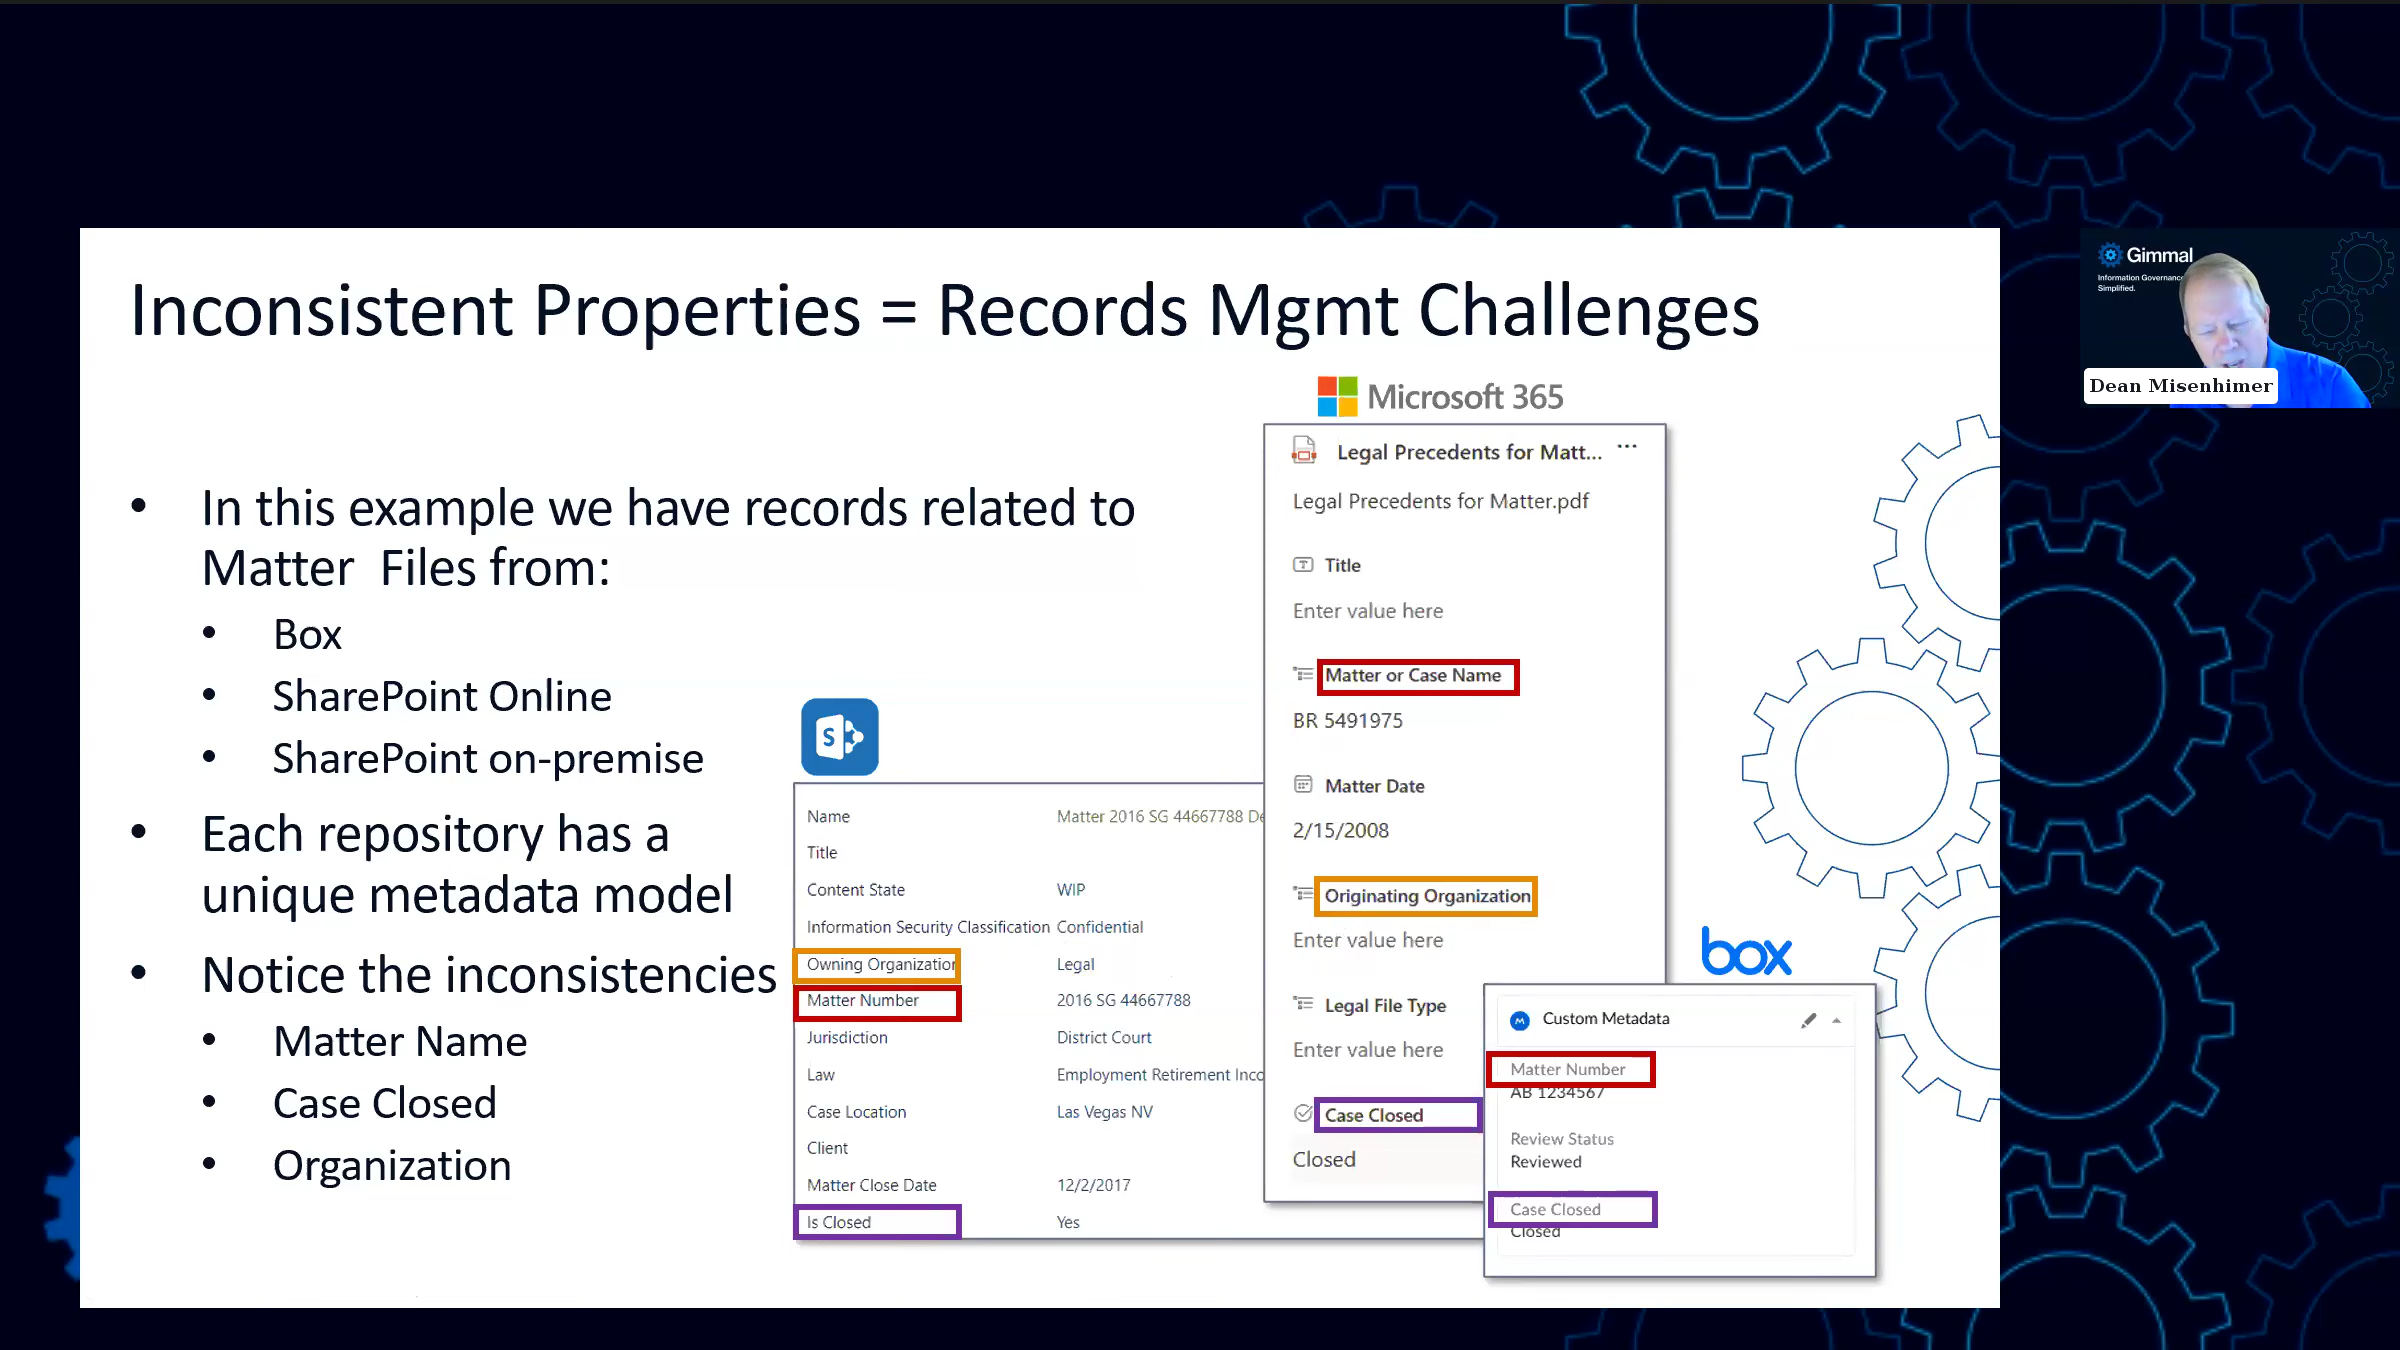 Inconsistent Properties = Records Mgmt Challenges
Gimmal
Information Governance
Simplified.
Dean Misenhimer
• In this example we have records related to
Matter Files from:
• Box
• SharePoint Online
• SharePoint on-premise
• Each repository has a
unique metadata model
• Notice the inconsistencies
• Matter Name
• Case Closed
• Organization
S
Name Matter 2016 SG 44667788 De
Title
Content State WIP
Information Security Classification Confidential
Owning Organization Legal
Matter Number 2016 SG 44667788
Jurisdiction District Court
Law Employment Retirement Inco
Case Location Las Vegas NV
Client
Matter Close Date 12/2/2017
Is Closed Yes
Microsoft 365
Legal Precedents for Matt... ...
Legal Precedents for Matter.pdf
Title
Enter value here
Matter or Case Name
BR 5491975
Matter Date
2/15/2008
Originating Organization
Enter value here
Legal File Type
Enter value here
Case Closed
Closed
box
Custom Metadata
Matter Number
AB 1234567
Review Status
Reviewed
Case Closed
Closed